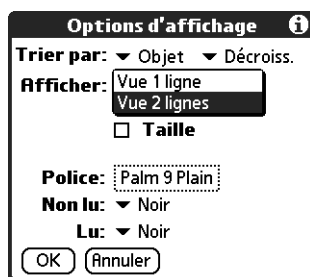 Options d'affichage
Trier par: Objet Décroiss.
Afficher: Vue 1 ligne
Vue 2 lignes
Taille
Police: Palm 9 Plain
Non lu: Noir
Lu: Noir
OK Annuler